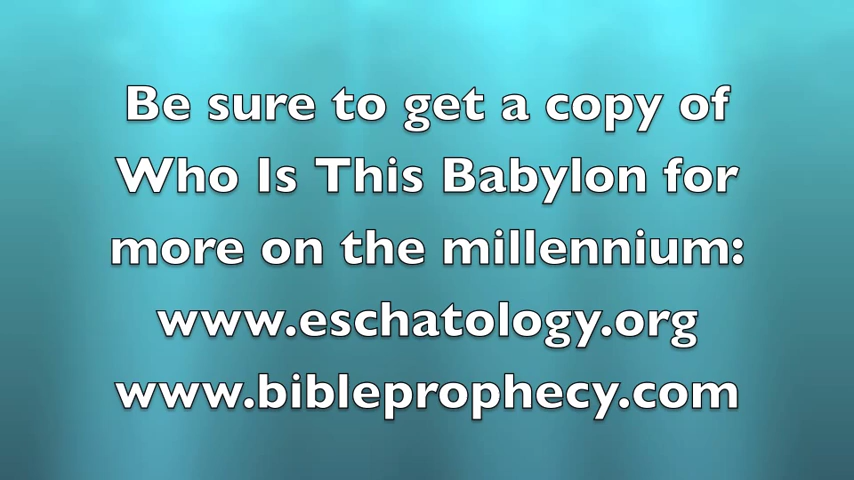 Be sure to get a copy of
Who Is This Babylon for
more on the millennium:
www.eschatology.org
www.bibleprophecy.com